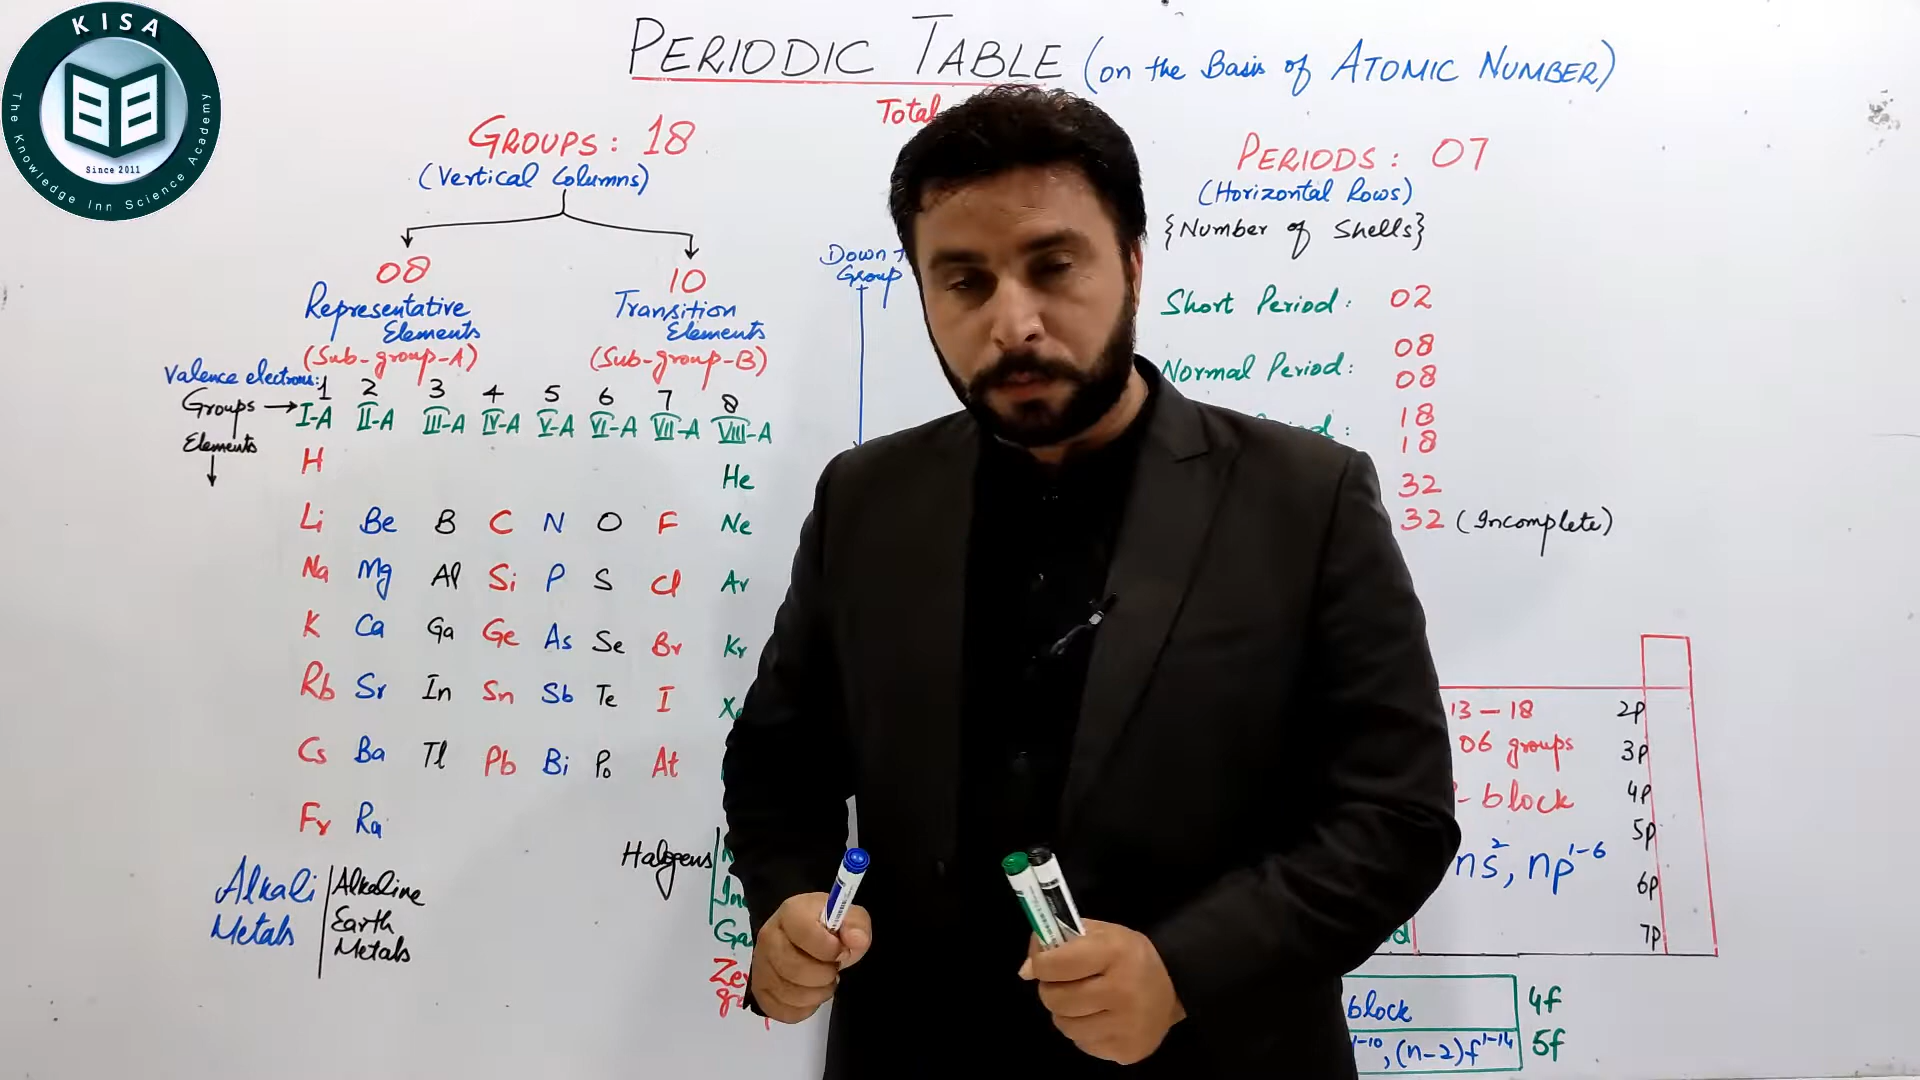 KISA
The Knowledge Inn Science Academy
Since 2011
PERIODIC TABLE (on the Basis of ATOMIC NUMBER)
Total
GROUPS: 18
(Vertical Columns)
08
Representative
Elements
(Sub-group-A)
10
Transition
Elements
(Sub-group-B)
Valence electrons: 1 2 3 4 5 6 7 8
Groups → I-A II-A III-A IV-A V-A VI-A VII-A VIII-A
Elements
H He
Li Be B C N O F Ne
Na Mg Al Si P S Cl Ar
K Ca Ga Ge As Se Br Kr
Rb Sr In Sn Sb Te I
Cs Ba Tl Pb Bi Po At
Fr Ra
Alkali
Metals
Alkaline
Earth
Metals
Halogens
Down
Group
PERIODS: 07
(Horizontal Rows)
{Number of Shells}
Short Period: 02
08
Normal Period:
08
18
18
32
32 (Incomplete)
13 – 18
06 groups
- block
ns², np¹⁻⁶
2p
3p
4p
5p
6p
7p
block
4f
, (n-2)f¹⁻¹⁴
5f